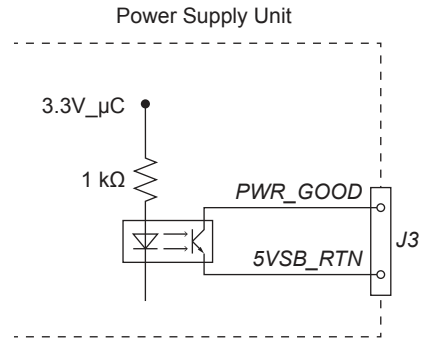 Power Supply Unit
3.3V_µC
1 kΩ
PWR_GOOD
J3
5VSB_RTN